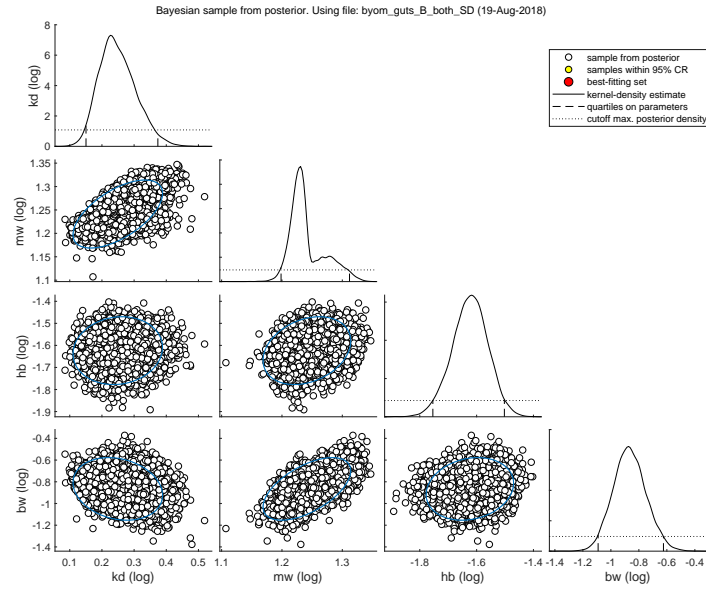 Bayesian sample from posterior. Using file: byom_guts_B_both_SD (19-Aug-2018)
8
6
4
2
0
kd (log)
sample from posterior
samples within 95% CR
best-fitting set
kernel-density estimate
quartiles on parameters
cutoff max. posterior density
1.35
1.3
1.25
1.2
1.15
1.1
mw (log)
-1.4
-1.5
-1.6
-1.7
-1.8
-1.9
hb (log)
-0.4
-0.6
-0.8
-1
-1.2
-1.4
bw (log)
0.1 0.2 0.3 0.4 0.5
1.1 1.2 1.3
-1.8 -1.6 -1.4
-1.4 -1.2 -1 -0.8 -0.6 -0.4
kd (log)
mw (log)
hb (log)
bw (log)